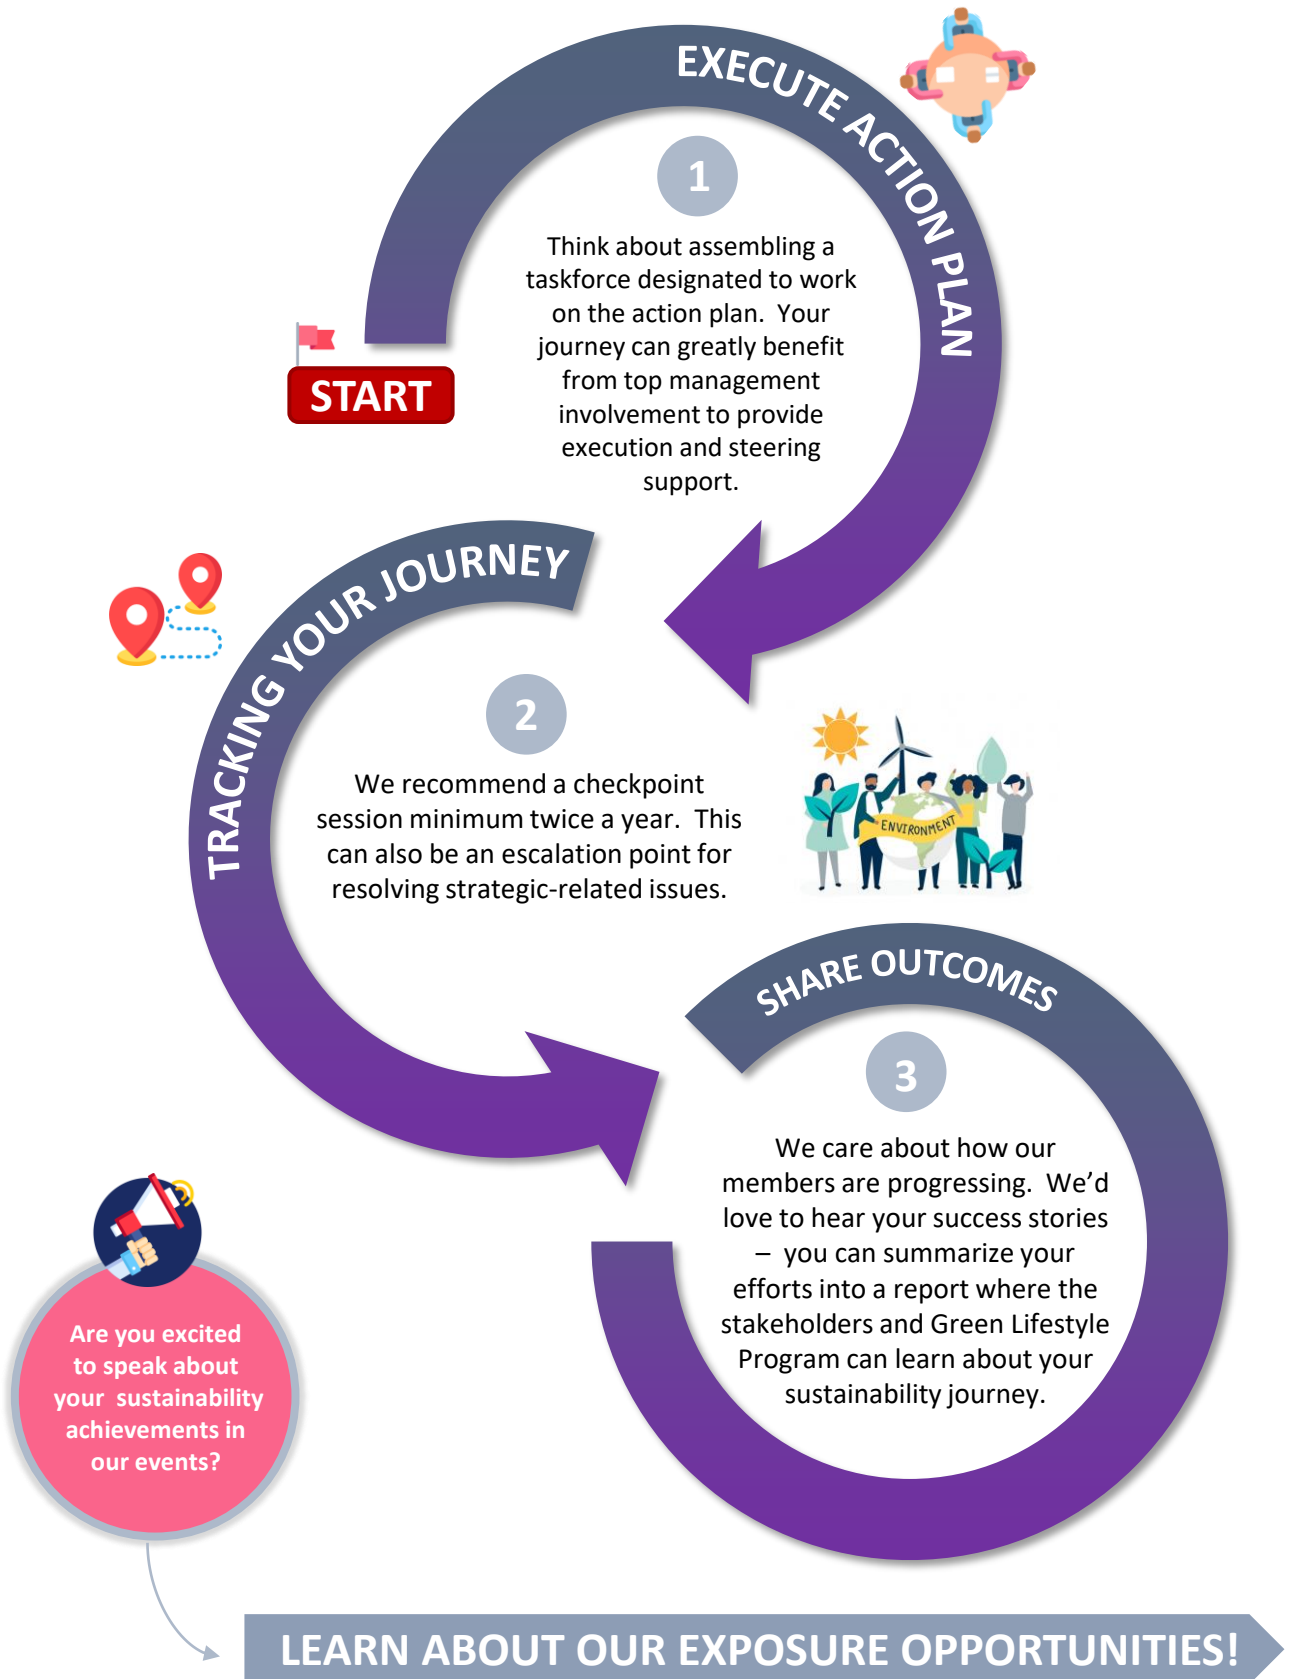 EXECUTE ACTION PLAN
1
Think about assembling a
taskforce designated to work
on the action plan.  Your
journey can greatly benefit
from top management
involvement to provide
execution and steering
support.
START
TRACKING YOUR JOURNEY
2
We recommend a checkpoint
session minimum twice a year.  This
can also be an escalation point for
resolving strategic-related issues.
ENVIRONMENT
SHARE OUTCOMES
3
We care about how our
members are progressing.  We’d
love to hear your success stories
–  you can summarize your
efforts into a report where the
stakeholders and Green Lifestyle
Program can learn about your
sustainability journey.
Are you excited
to speak about
your  sustainability
achievements in
our events?
LEARN ABOUT OUR EXPOSURE OPPORTUNITIES!